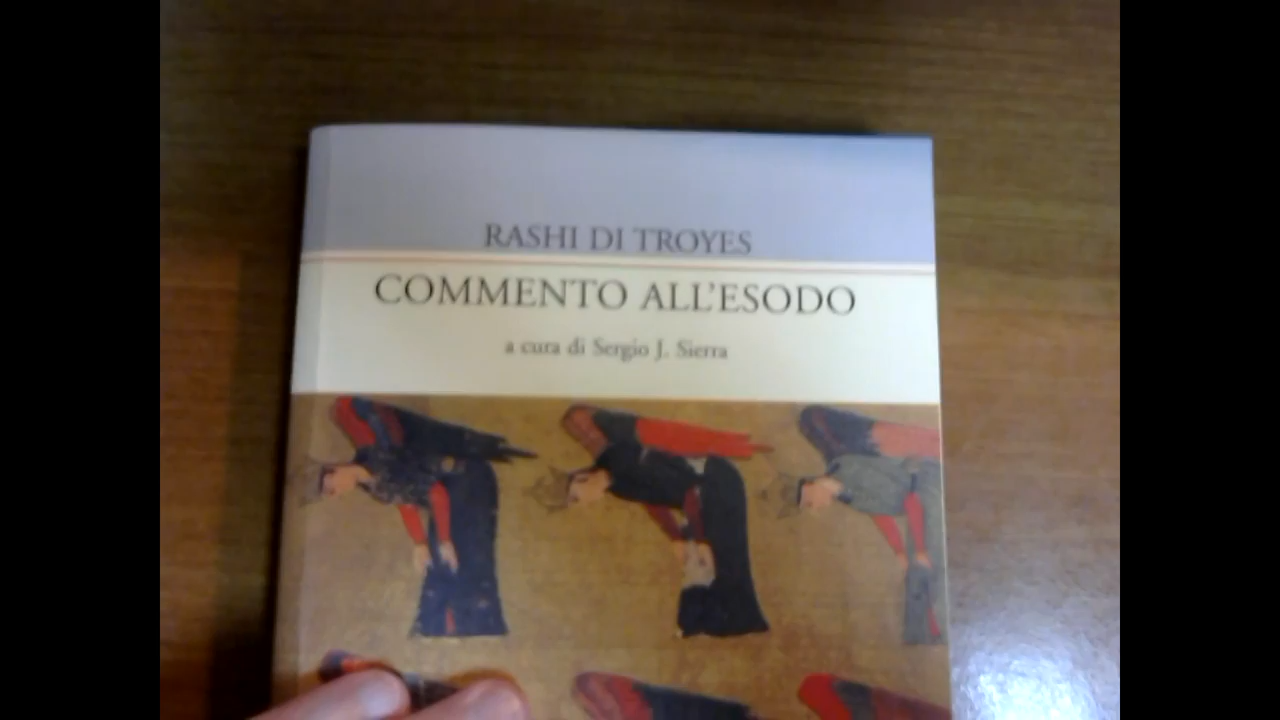 RASHI DI TROYES
COMMENTO ALL'ESODO
a cura di Sergio J. Sierra